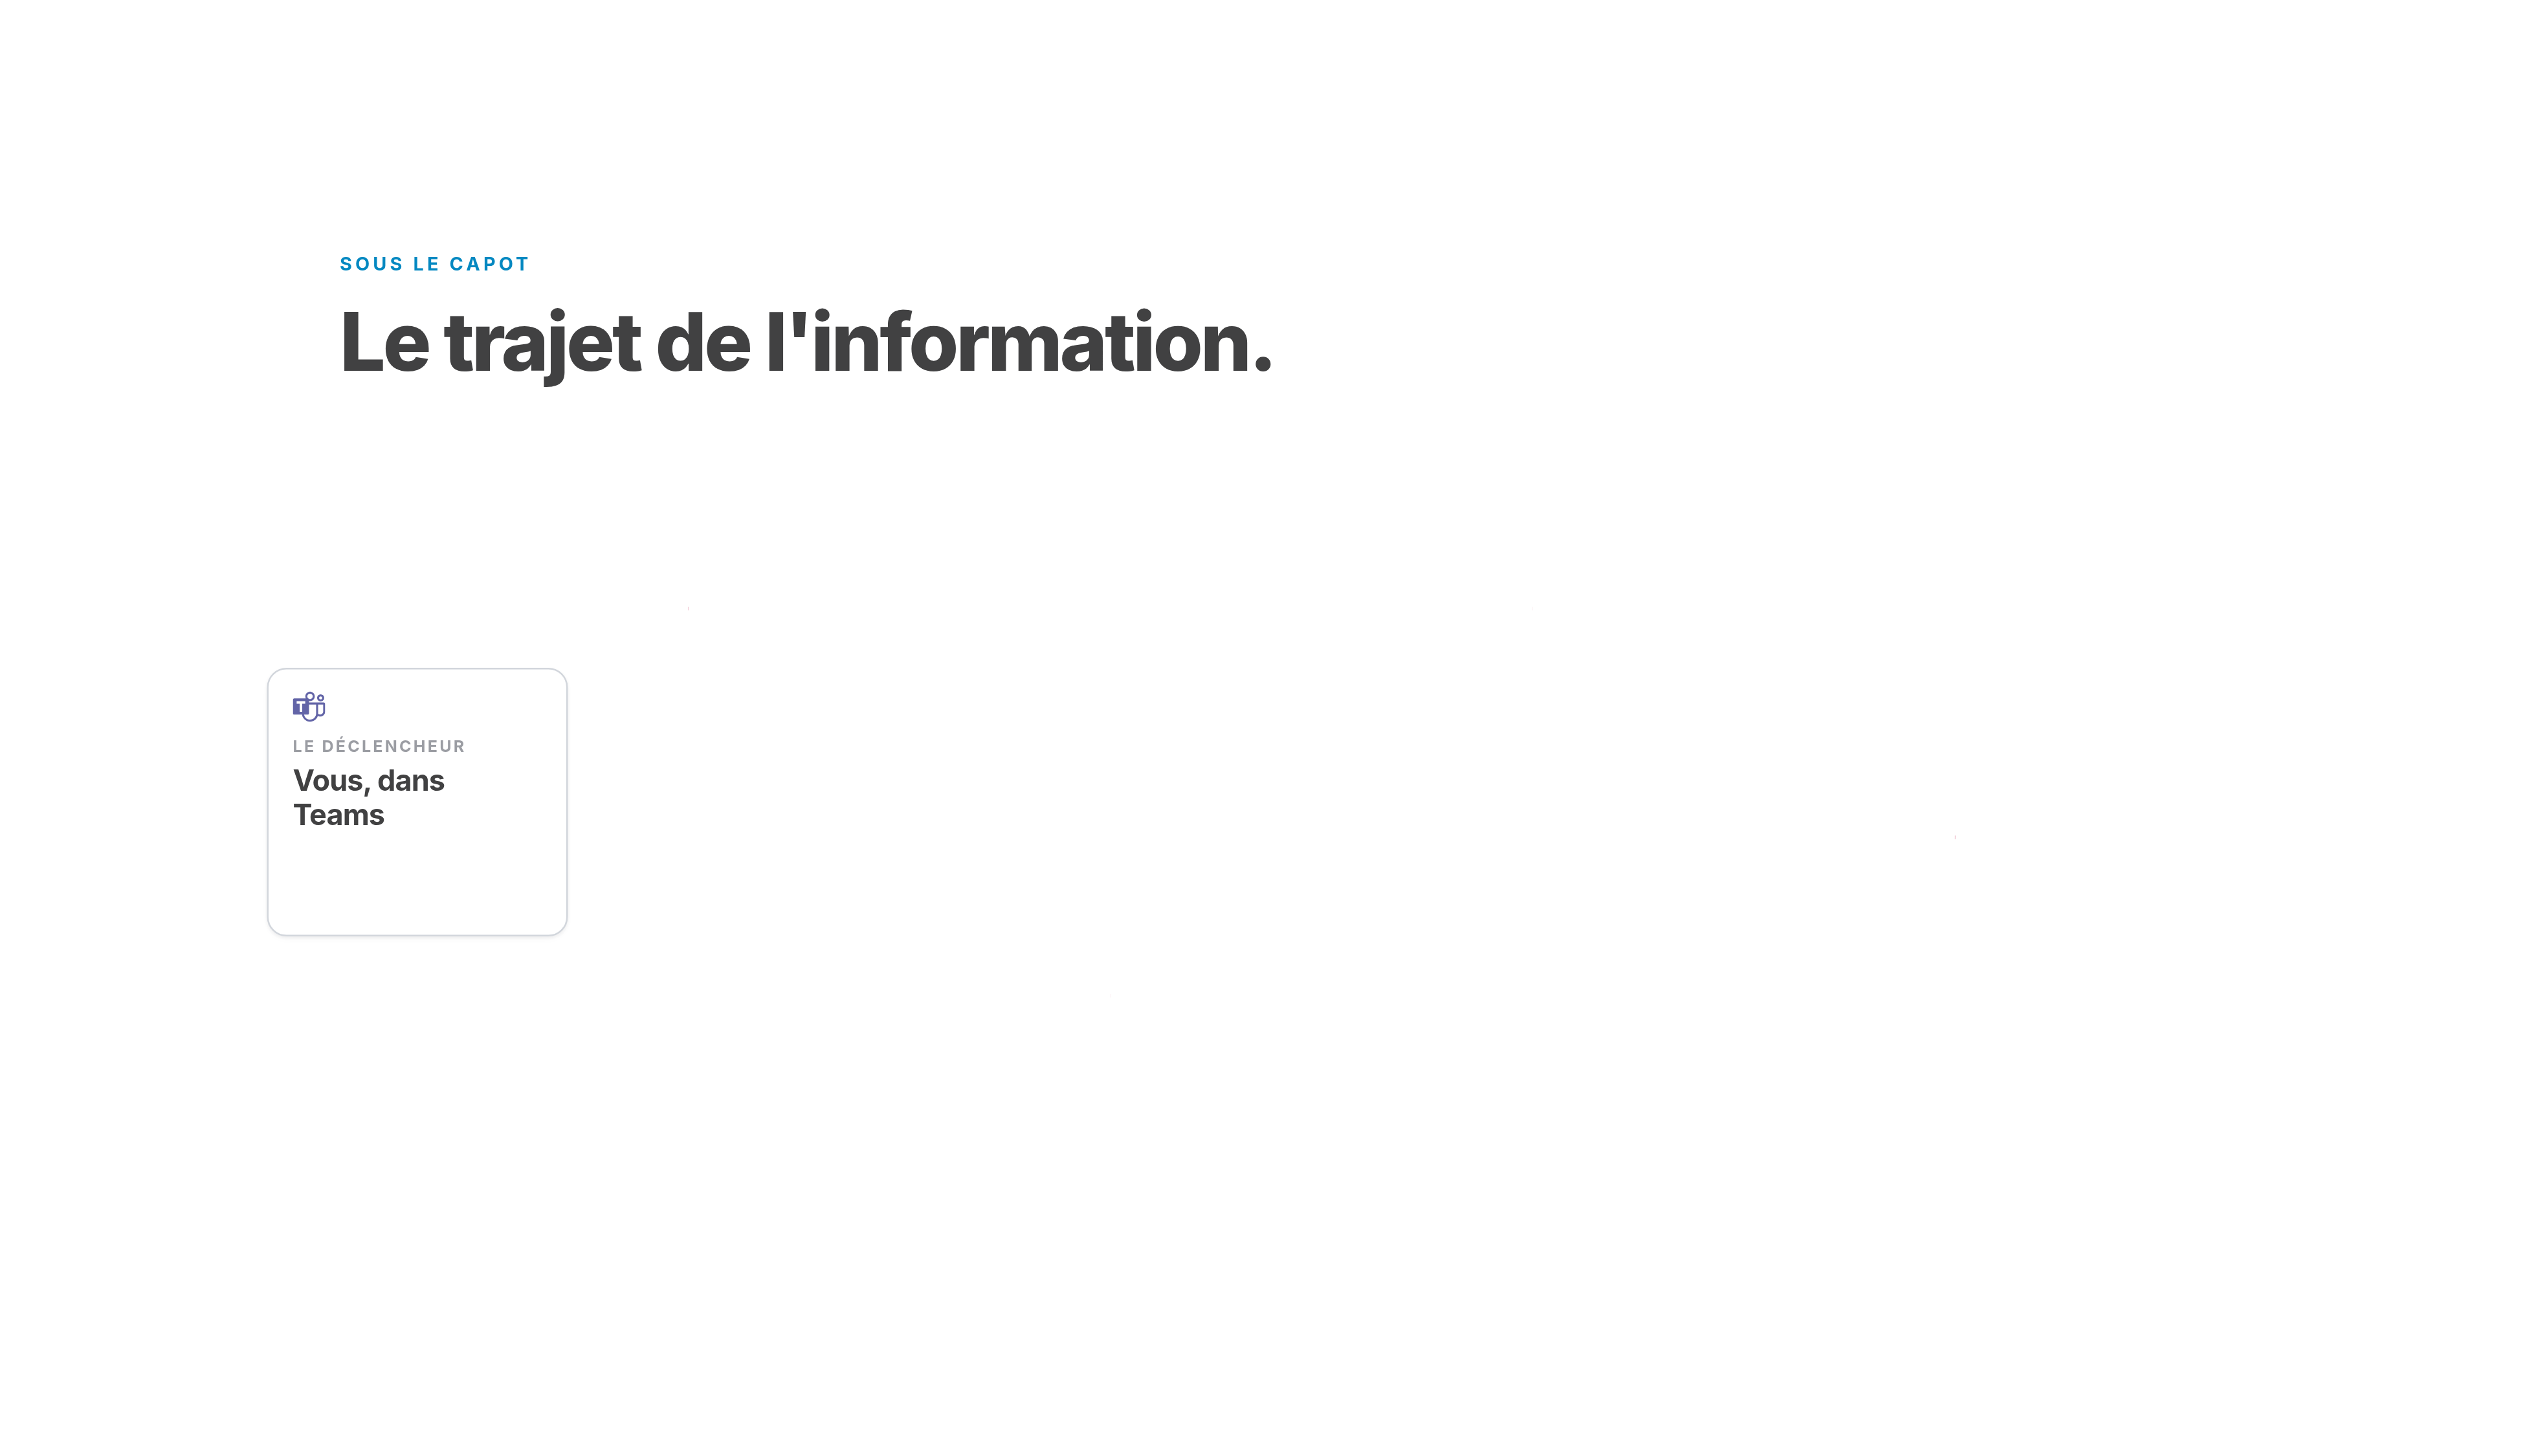 SOUS LE CAPOT
Le trajet de l'information.
LE DÉCLENCHEUR
Vous, dans
Teams